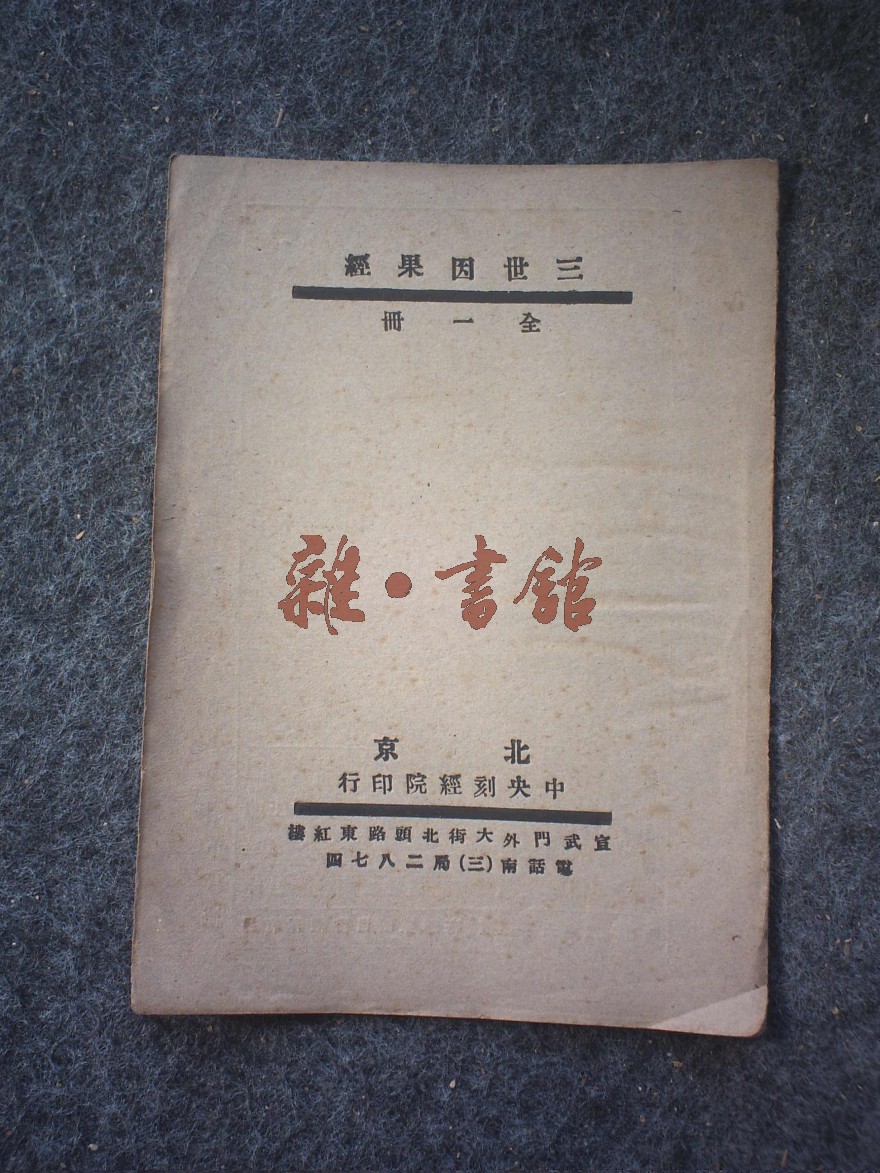 三世因果經
全一冊
雜·書館
北京
中央刻經院印行
宣武門外大街北頭路東紅樓
電話南(三)局二八七四